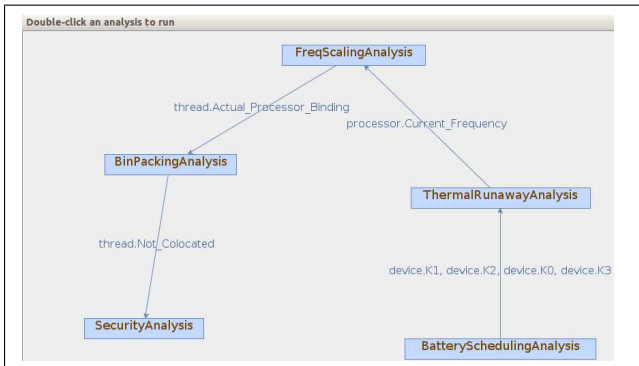 Double-click an analysis to run
FreqScalingAnalysis
thread.Actual_Processor_Binding
processor.Current_Frequency
BinPackingAnalysis
ThermalRunawayAnalysis
thread.Not_Colocated
device.K1, device.K2, device.K0, device.K3
SecurityAnalysis
BatterySchedulingAnalysis